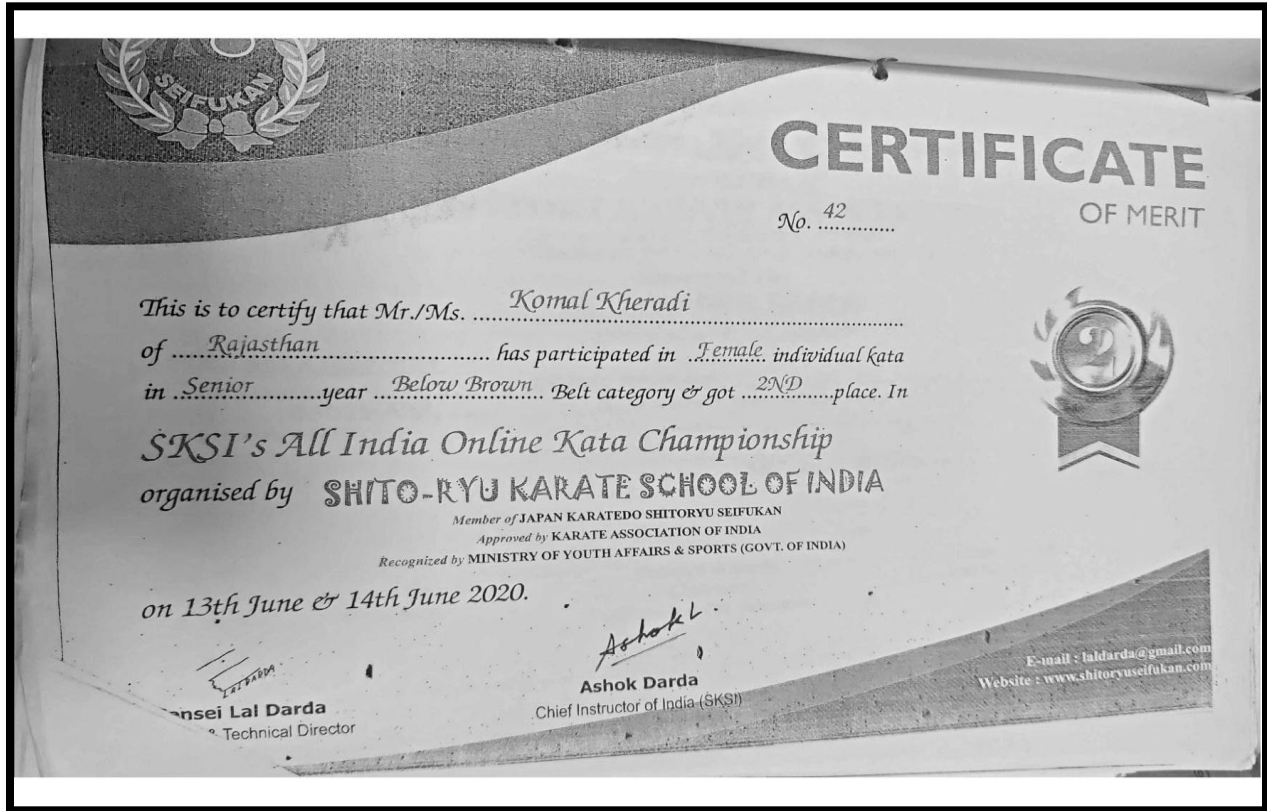 SEIFUKAN
CERTIFICATE
OF MERIT
No. 42
This is to certify that Mr./Ms. Komal Kheradi
of Rajasthan has participated in Female individual kata
in Senior year Below Brown Belt category & got 2ND place. In
2
SKSI's All India Online Kata Championship
organised by SHITO-RYU KARATE SCHOOL OF INDIA
Member of JAPAN KARATEDO SHITORYU SEIFUKAN
Approved by KARATE ASSOCIATION OF INDIA
Recognized by MINISTRY OF YOUTH AFFAIRS & SPORTS (GOVT. OF INDIA)
on 13th June & 14th June 2020.
LAL DARDA
Ashok L.
Lal Darda
Technical Director
Ashok Darda
Chief Instructor of India (SKSI)
E-mail : laldarda@gmail.com
Website : www.shitoryuseifukan.com